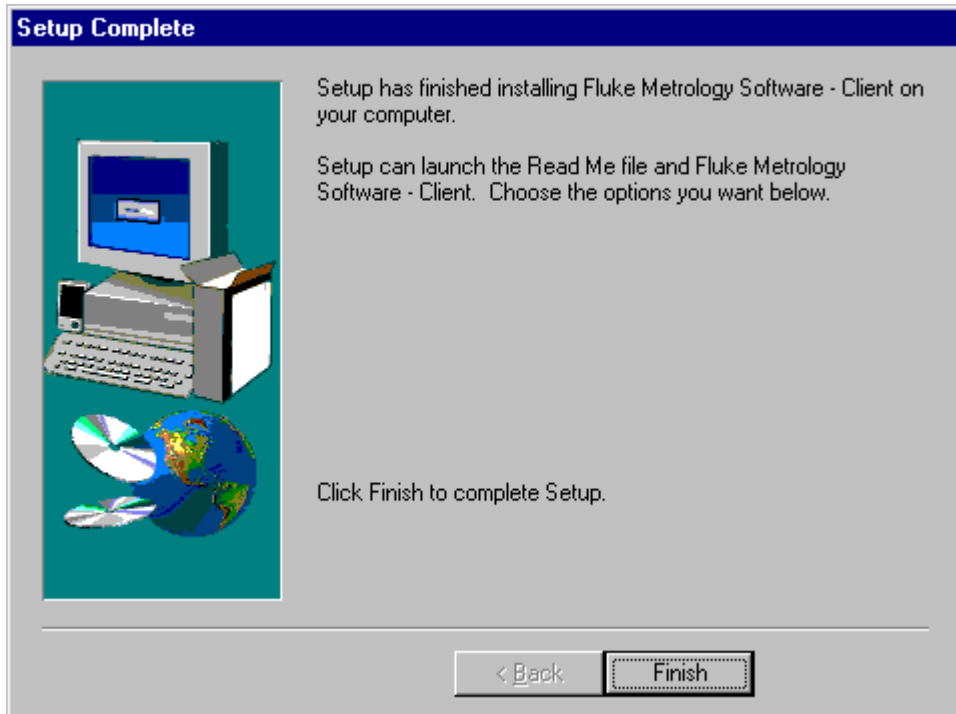 Setup Complete
Setup has finished installing Fluke Metrology Software - Client on
your computer.
Setup can launch the Read Me file and Fluke Metrology
Software - Client.  Choose the options you want below.
Click Finish to complete Setup.
< Back
Finish